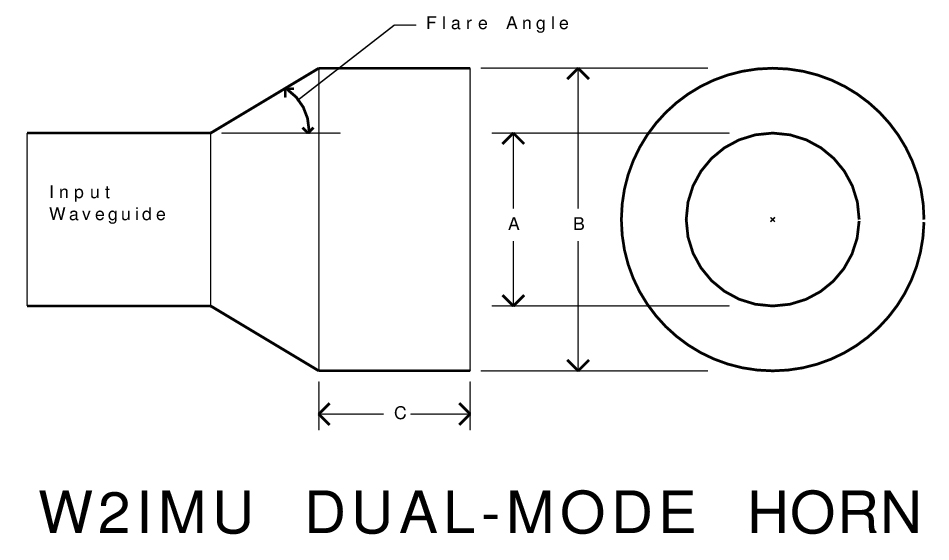 Flare Angle
Input
Waveguide
A
B
C
W2IMU DUAL-MODE HORN